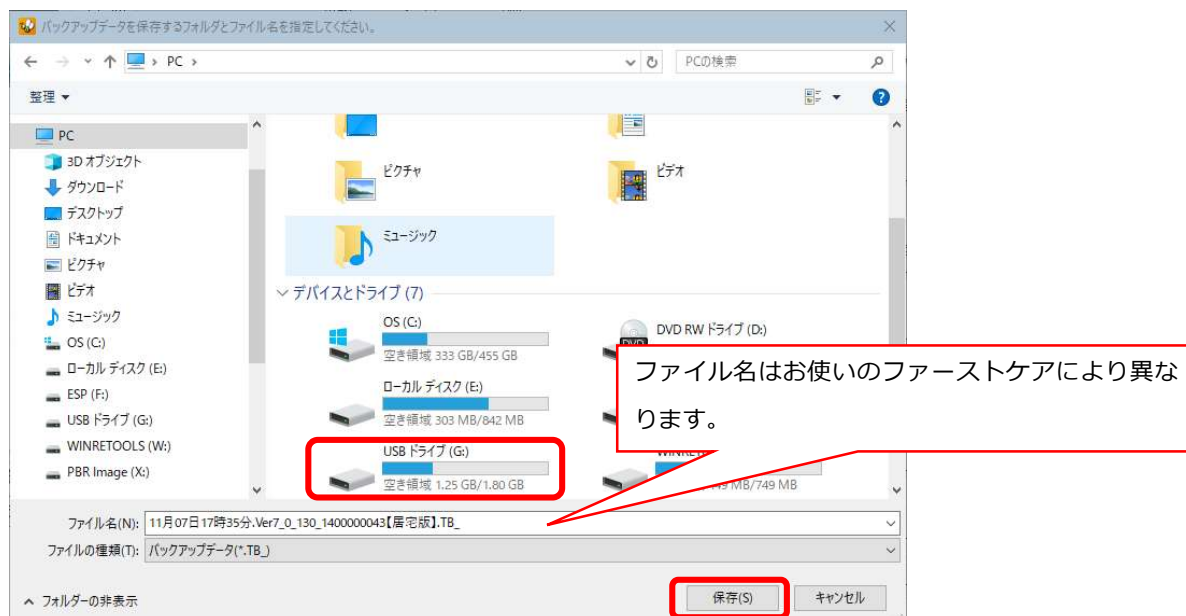 バックアップデータを保存するフォルダとファイル名を指定してください。
PC
PCの検索
整理
PC
3D オブジェクト
ダウンロード
デスクトップ
ドキュメント
ピクチャ
ビデオ
ミュージック
OS (C:)
ローカル ディスク (E:)
ESP (F:)
USB ドライブ (G:)
WINRETOOLS (W:)
PBR Image (X:)
ピクチャ
ビデオ
ミュージック
デバイスとドライブ (7)
OS (C:)
空き領域 333 GB/455 GB
DVD RW ドライブ (D:)
DVD
ローカル ディスク (E:)
空き領域 303 MB/842 MB
USB ドライブ (G:)
空き領域 1.25 GB/1.80 GB
MB/749 MB
ファイル名はお使いのファーストケアにより異な
ります。
ファイル名(N): 11月07日17時35分.Ver7_0_130_1400000043【居宅版】.TB_
ファイルの種類(T): バックアップデータ(*.TB_)
フォルダーの非表示
保存(S)
キャンセル